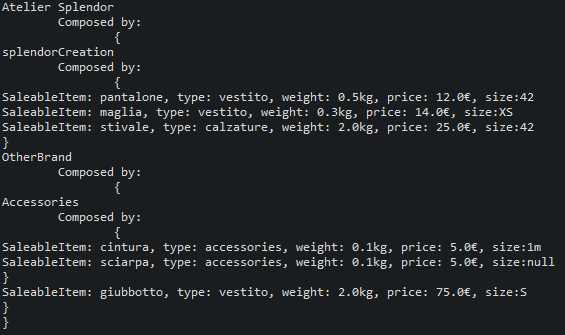 Atelier Splendor
        Composed by:
                {
splendorCreation
        Composed by:
                {
SaleableItem: pantalone, type: vestito, weight: 0.5kg, price: 12.0€, size:42
SaleableItem: maglia, type: vestito, weight: 0.3kg, price: 14.0€, size:XS
SaleableItem: stivale, type: calzature, weight: 2.0kg, price: 25.0€, size:42
}
OtherBrand
        Composed by:
                {
Accessories
        Composed by:
                {
SaleableItem: cintura, type: accessories, weight: 0.1kg, price: 5.0€, size:1m
SaleableItem: sciarpa, type: accessories, weight: 0.1kg, price: 5.0€, size:null
}
SaleableItem: giubbotto, type: vestito, weight: 2.0kg, price: 75.0€, size:S
}
}